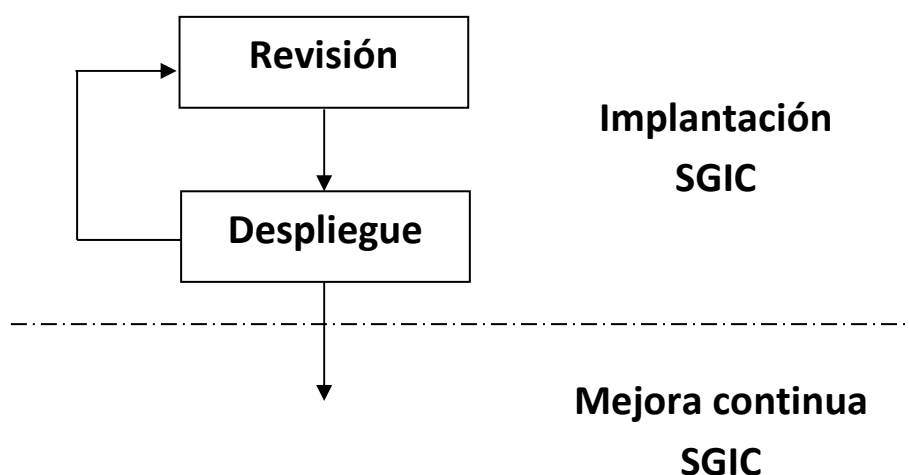 Revisión
Implantación
SGIC
Despliegue
Mejora continua
SGIC